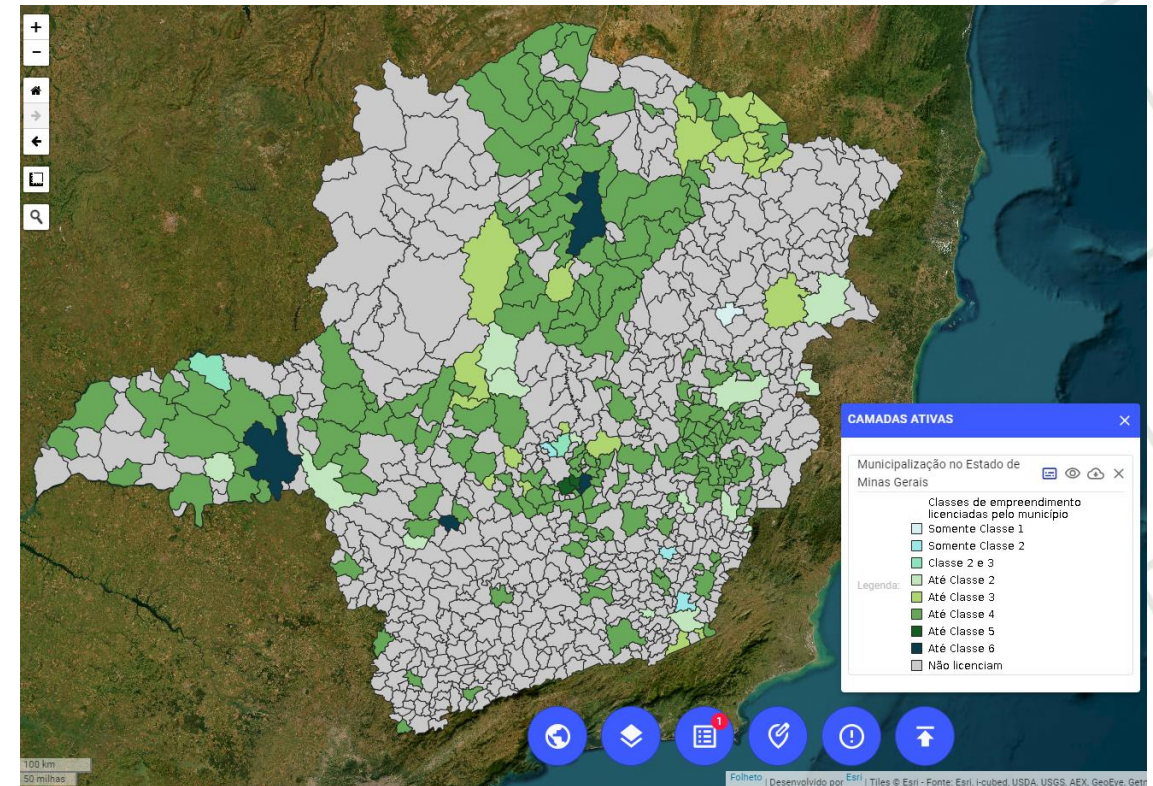 +
−
CAMADAS ATIVAS
Municipalização no Estado de
Minas Gerais
Classes de empreendimento
licenciadas pelo município
Somente Classe 1
Somente Classe 2
Classe 2 e 3
Legenda:
Até Classe 2
Até Classe 3
Até Classe 4
Até Classe 5
Até Classe 6
Não licenciam
1
100 km
50 milhas
Folheto | Desenvolvido por Esri | Tiles © Esri - Fonte: Esri, i-cubed, USDA, USGS, AEX, GeoEye, Getm